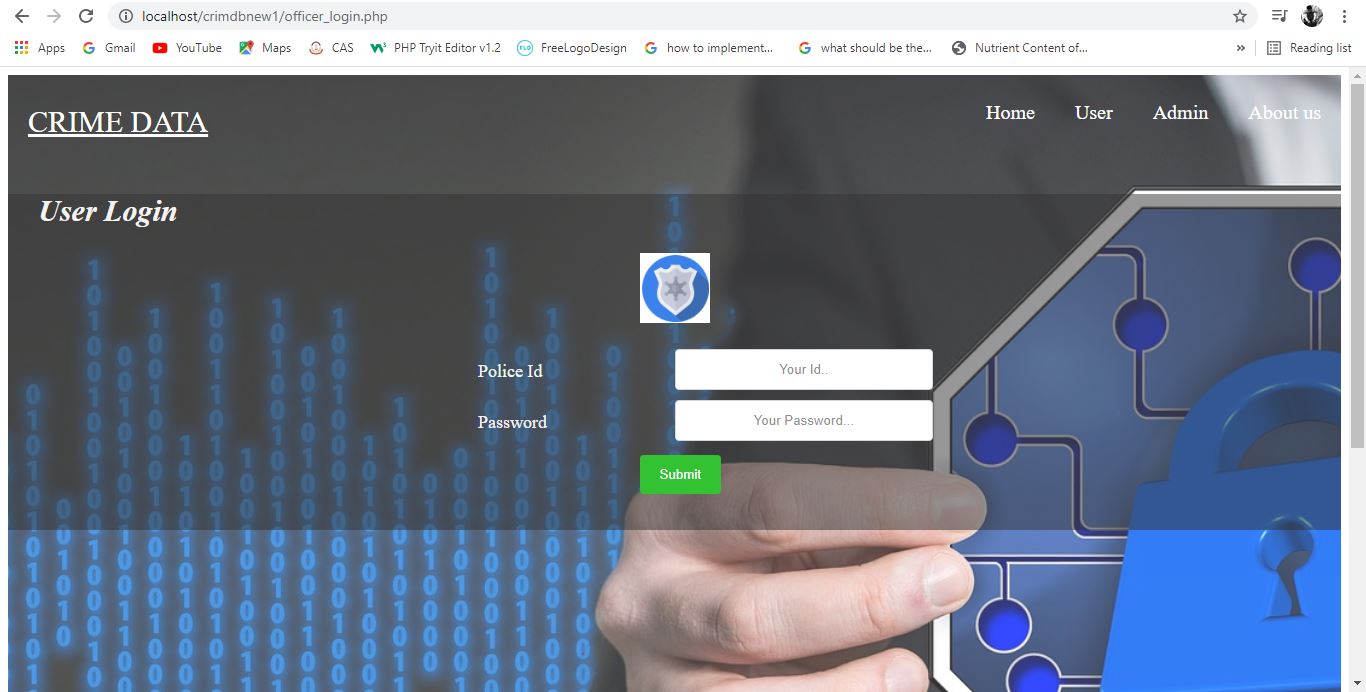 localhost/crimdbnew1/officer_login.php
Apps Gmail YouTube Maps CAS PHP Tryit Editor v1.2 FLD FreeLogoDesign how to implement... what should be the... Nutrient Content of... » Reading list
CRIME DATA Home User Admin About us
User Login
Police Id Your Id..
Password Your Password...
Submit